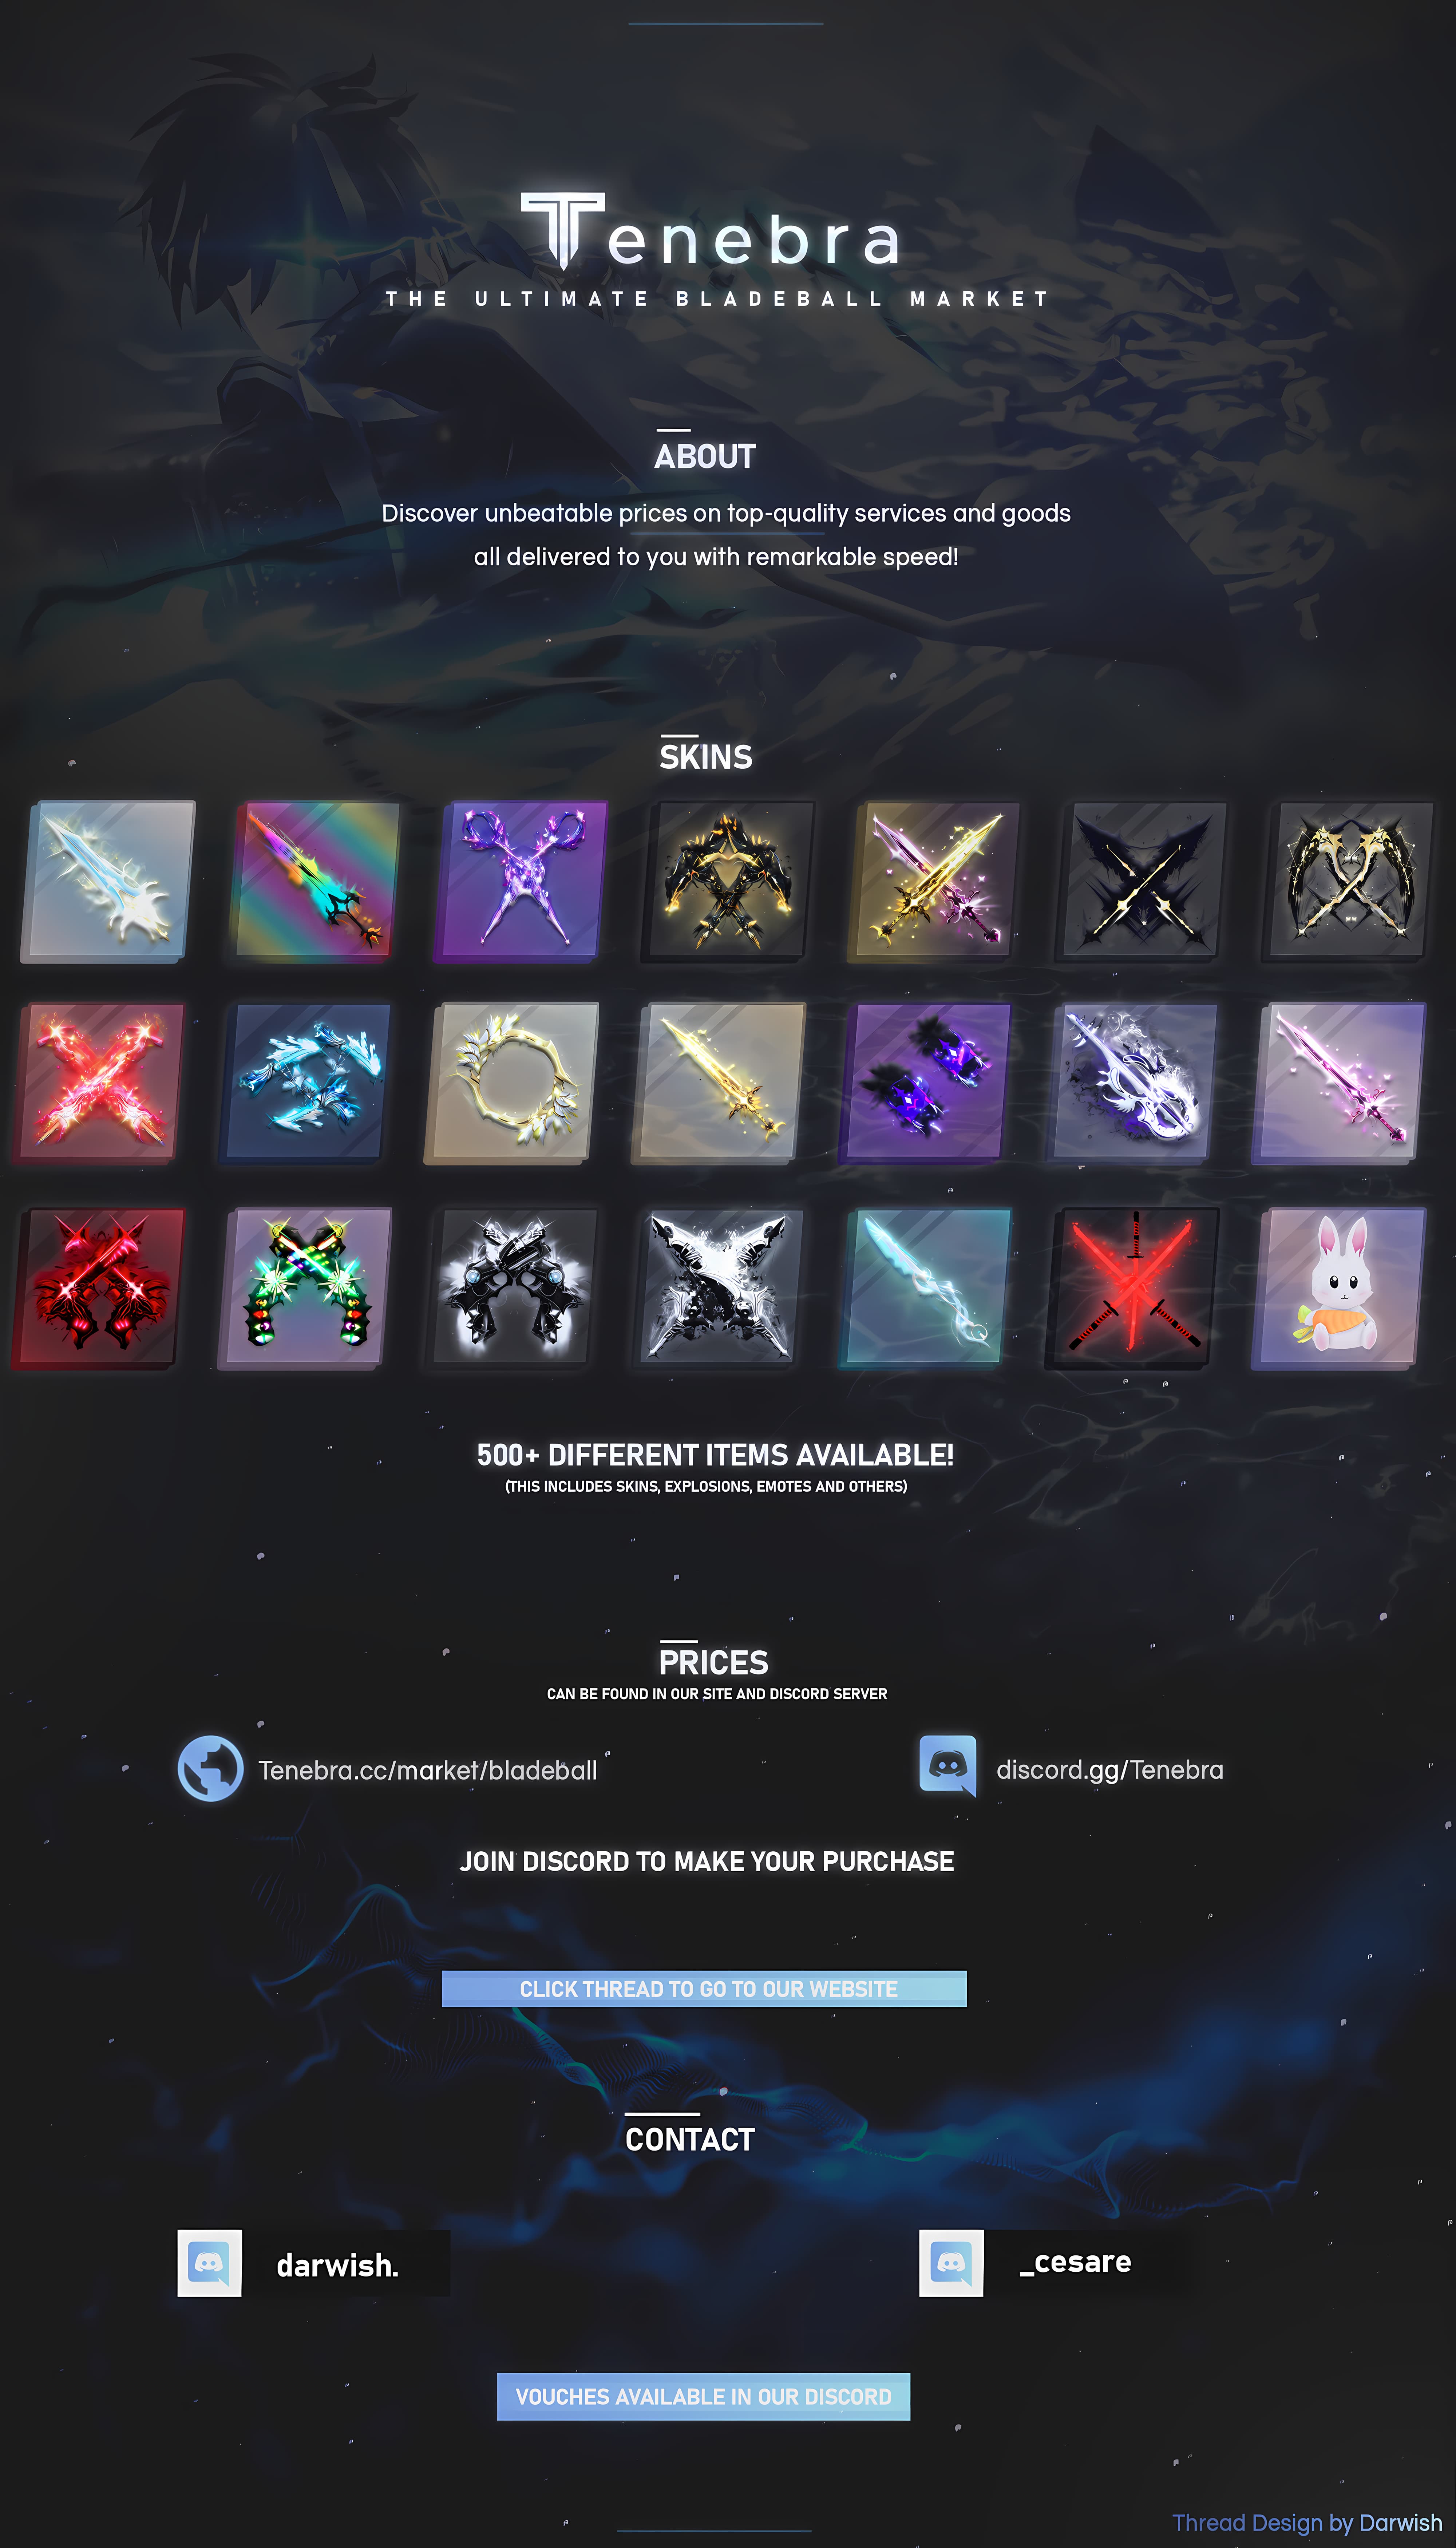 Tenebra
THE ULTIMATE BLADEBALL MARKET
ABOUT
Discover unbeatable prices on top-quality services and goods
all delivered to you with remarkable speed!
SKINS
500+ DIFFERENT ITEMS AVAILABLE!
(THIS INCLUDES SKINS, EXPLOSIONS, EMOTES AND OTHERS)
PRICES
CAN BE FOUND IN OUR SITE AND DISCORD SERVER
Tenebra.cc/market/bladeball
discord.gg/Tenebra
JOIN DISCORD TO MAKE YOUR PURCHASE
CLICK THREAD TO GO TO OUR WEBSITE
CONTACT
darwish.
_cesare
VOUCHES AVAILABLE IN OUR DISCORD
Thread Design by Darwish